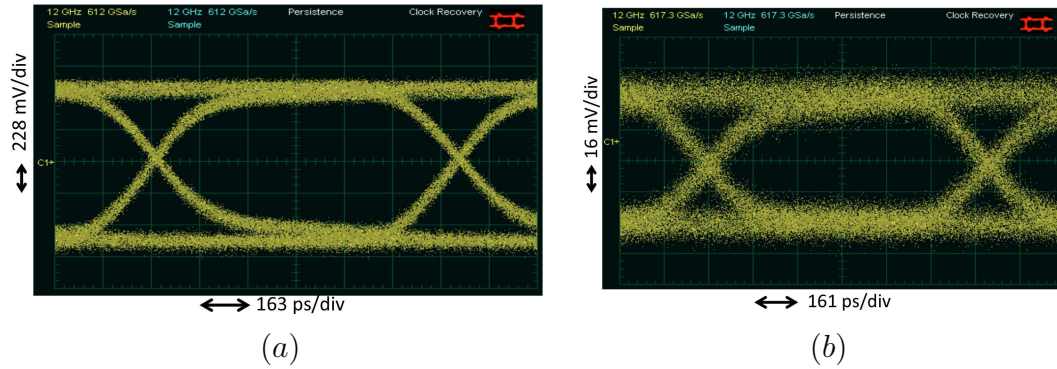 12 GHz 612 GSa/s 12 GHz 612 GSa/s Persistence Clock Recovery
Sample Sample
C1
228 mV/div
163 ps/div
(a)
12 GHz 617.3 GSa/s 12 GHz 617.3 GSa/s Persistence Clock Recovery
Sample Sample
C1
16 mV/div
161 ps/div
(b)